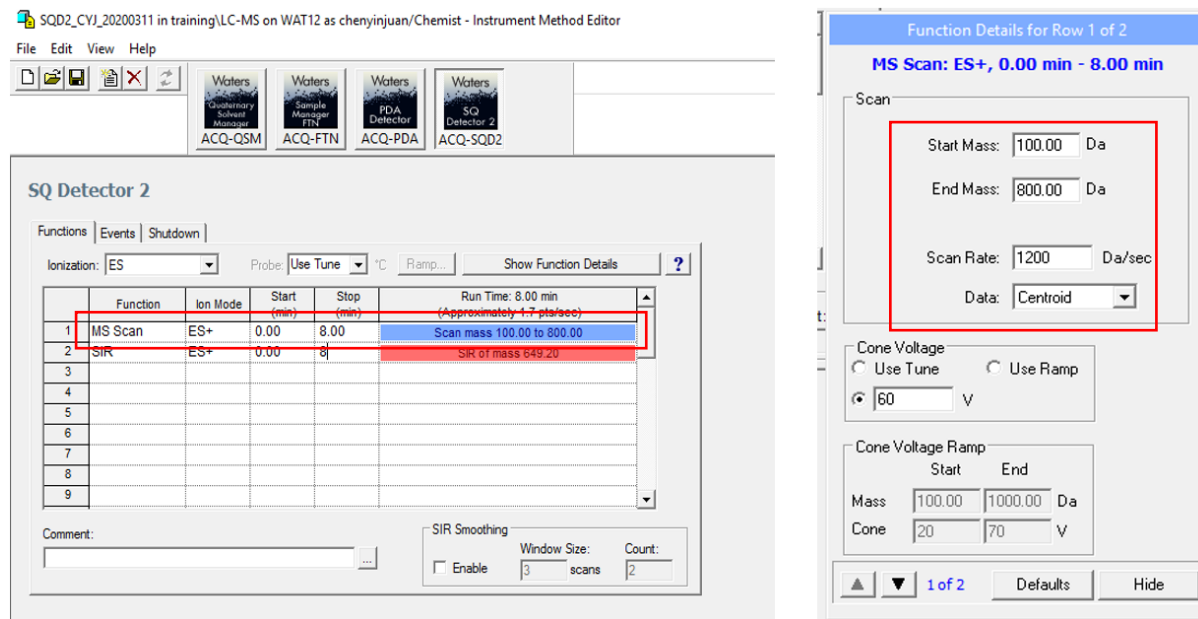 SQD2_CYJ_20200311 in training\LC-MS on WAT12 as chenyinjuan/Chemist - Instrument Method Editor
File Edit View Help
Waters Quaternary Solvent Manager ACQ-QSM
Waters Sample Manager FTN ACQ-FTN
Waters PDA Detector ACQ-PDA
Waters SQ Detector 2 ACQ-SQD2
SQ Detector 2
Functions Events Shutdown
Ionization: ES Probe: Use Tune °C Ramp... Show Function Details ?
Function Ion Mode Start (min) Stop (min) Run Time: 8.00 min (Approximately 1.7 pts/sec)
1 MS Scan ES+ 0.00 8.00 Scan mass 100.00 to 800.00
2 SIR ES+ 0.00 8 SIR of mass 649.20
3
4
5
6
7
8
9
Comment:
...
SIR Smoothing
Window Size: Count:
Enable 3 scans 2
Function Details for Row 1 of 2
MS Scan: ES+, 0.00 min - 8.00 min
Scan
Start Mass: 100.00 Da
End Mass: 800.00 Da
Scan Rate: 1200 Da/sec
Data: Centroid
Cone Voltage
Use Tune Use Ramp
60 V
Cone Voltage Ramp
Start End
Mass 100.00 1000.00 Da
Cone 20 70 V
1 of 2 Defaults Hide